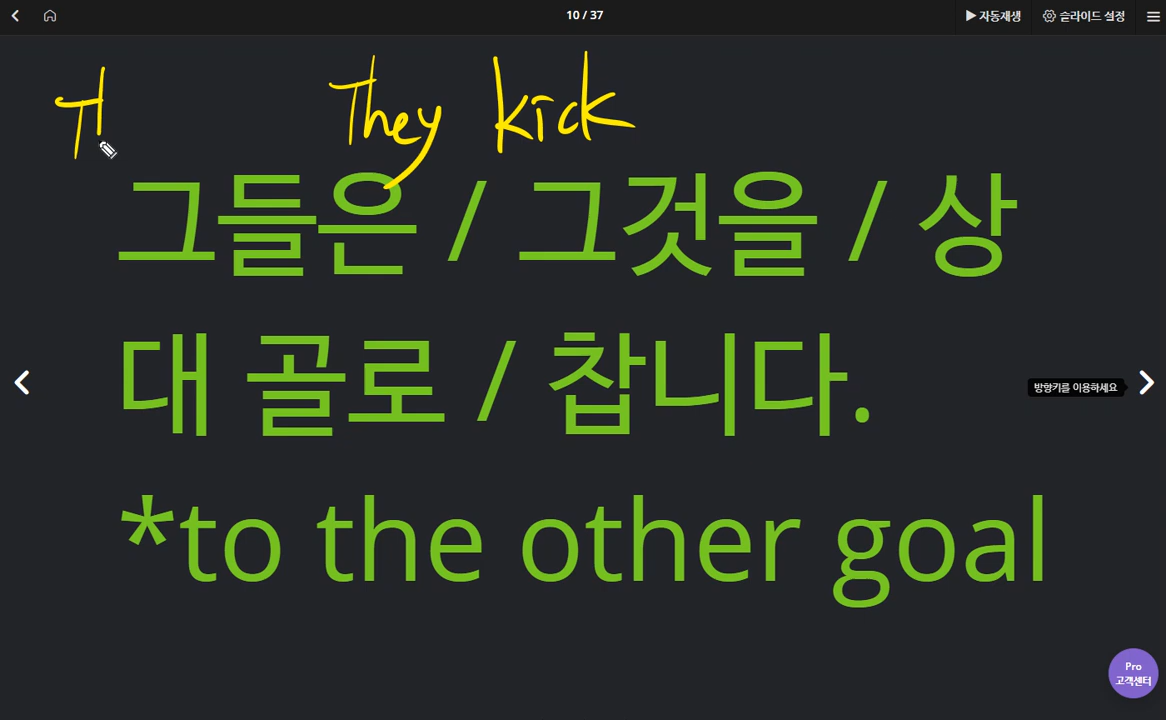 10 / 37
자동재생
슬라이드 설정
They kick
그들은 / 그것을 / 상
대 골로 / 찹니다.
방향키를 이용하세요
*to the other goal
Pro
고객센터